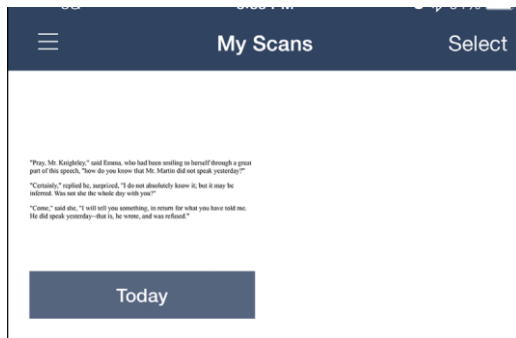 My Scans
Select
"Pray, Mr. Knightley," said Emma, who had been smiling to herself through a great
part of this speech, "how do you know that Mr. Martin did not speak yesterday?"
"Certainly," replied he, surprized, "I do not absolutely know it; but it may be
inferred. Was not she the whole day with you?"
"Come," said she, "I will tell you something, in return for what you have told me.
He did speak yesterday--that is, he wrote, and was refused."
Today